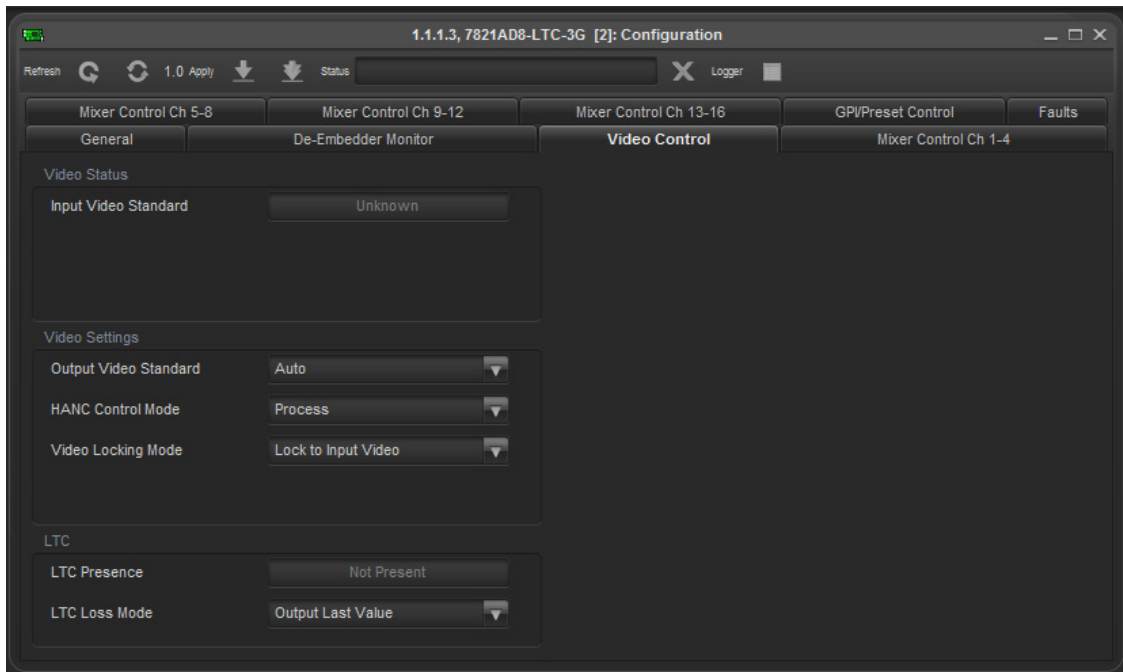 1.1.1.3, 7821AD8-LTC-3G [2]: Configuration
Refresh 1.0 Apply Status Logger
Mixer Control Ch 5-8 Mixer Control Ch 9-12 Mixer Control Ch 13-16 GPI/Preset Control Faults
General De-Embedder Monitor Video Control Mixer Control Ch 1-4
Video Status
Input Video Standard Unknown
Video Settings
Output Video Standard Auto
HANC Control Mode Process
Video Locking Mode Lock to Input Video
LTC
LTC Presence Not Present
LTC Loss Mode Output Last Value